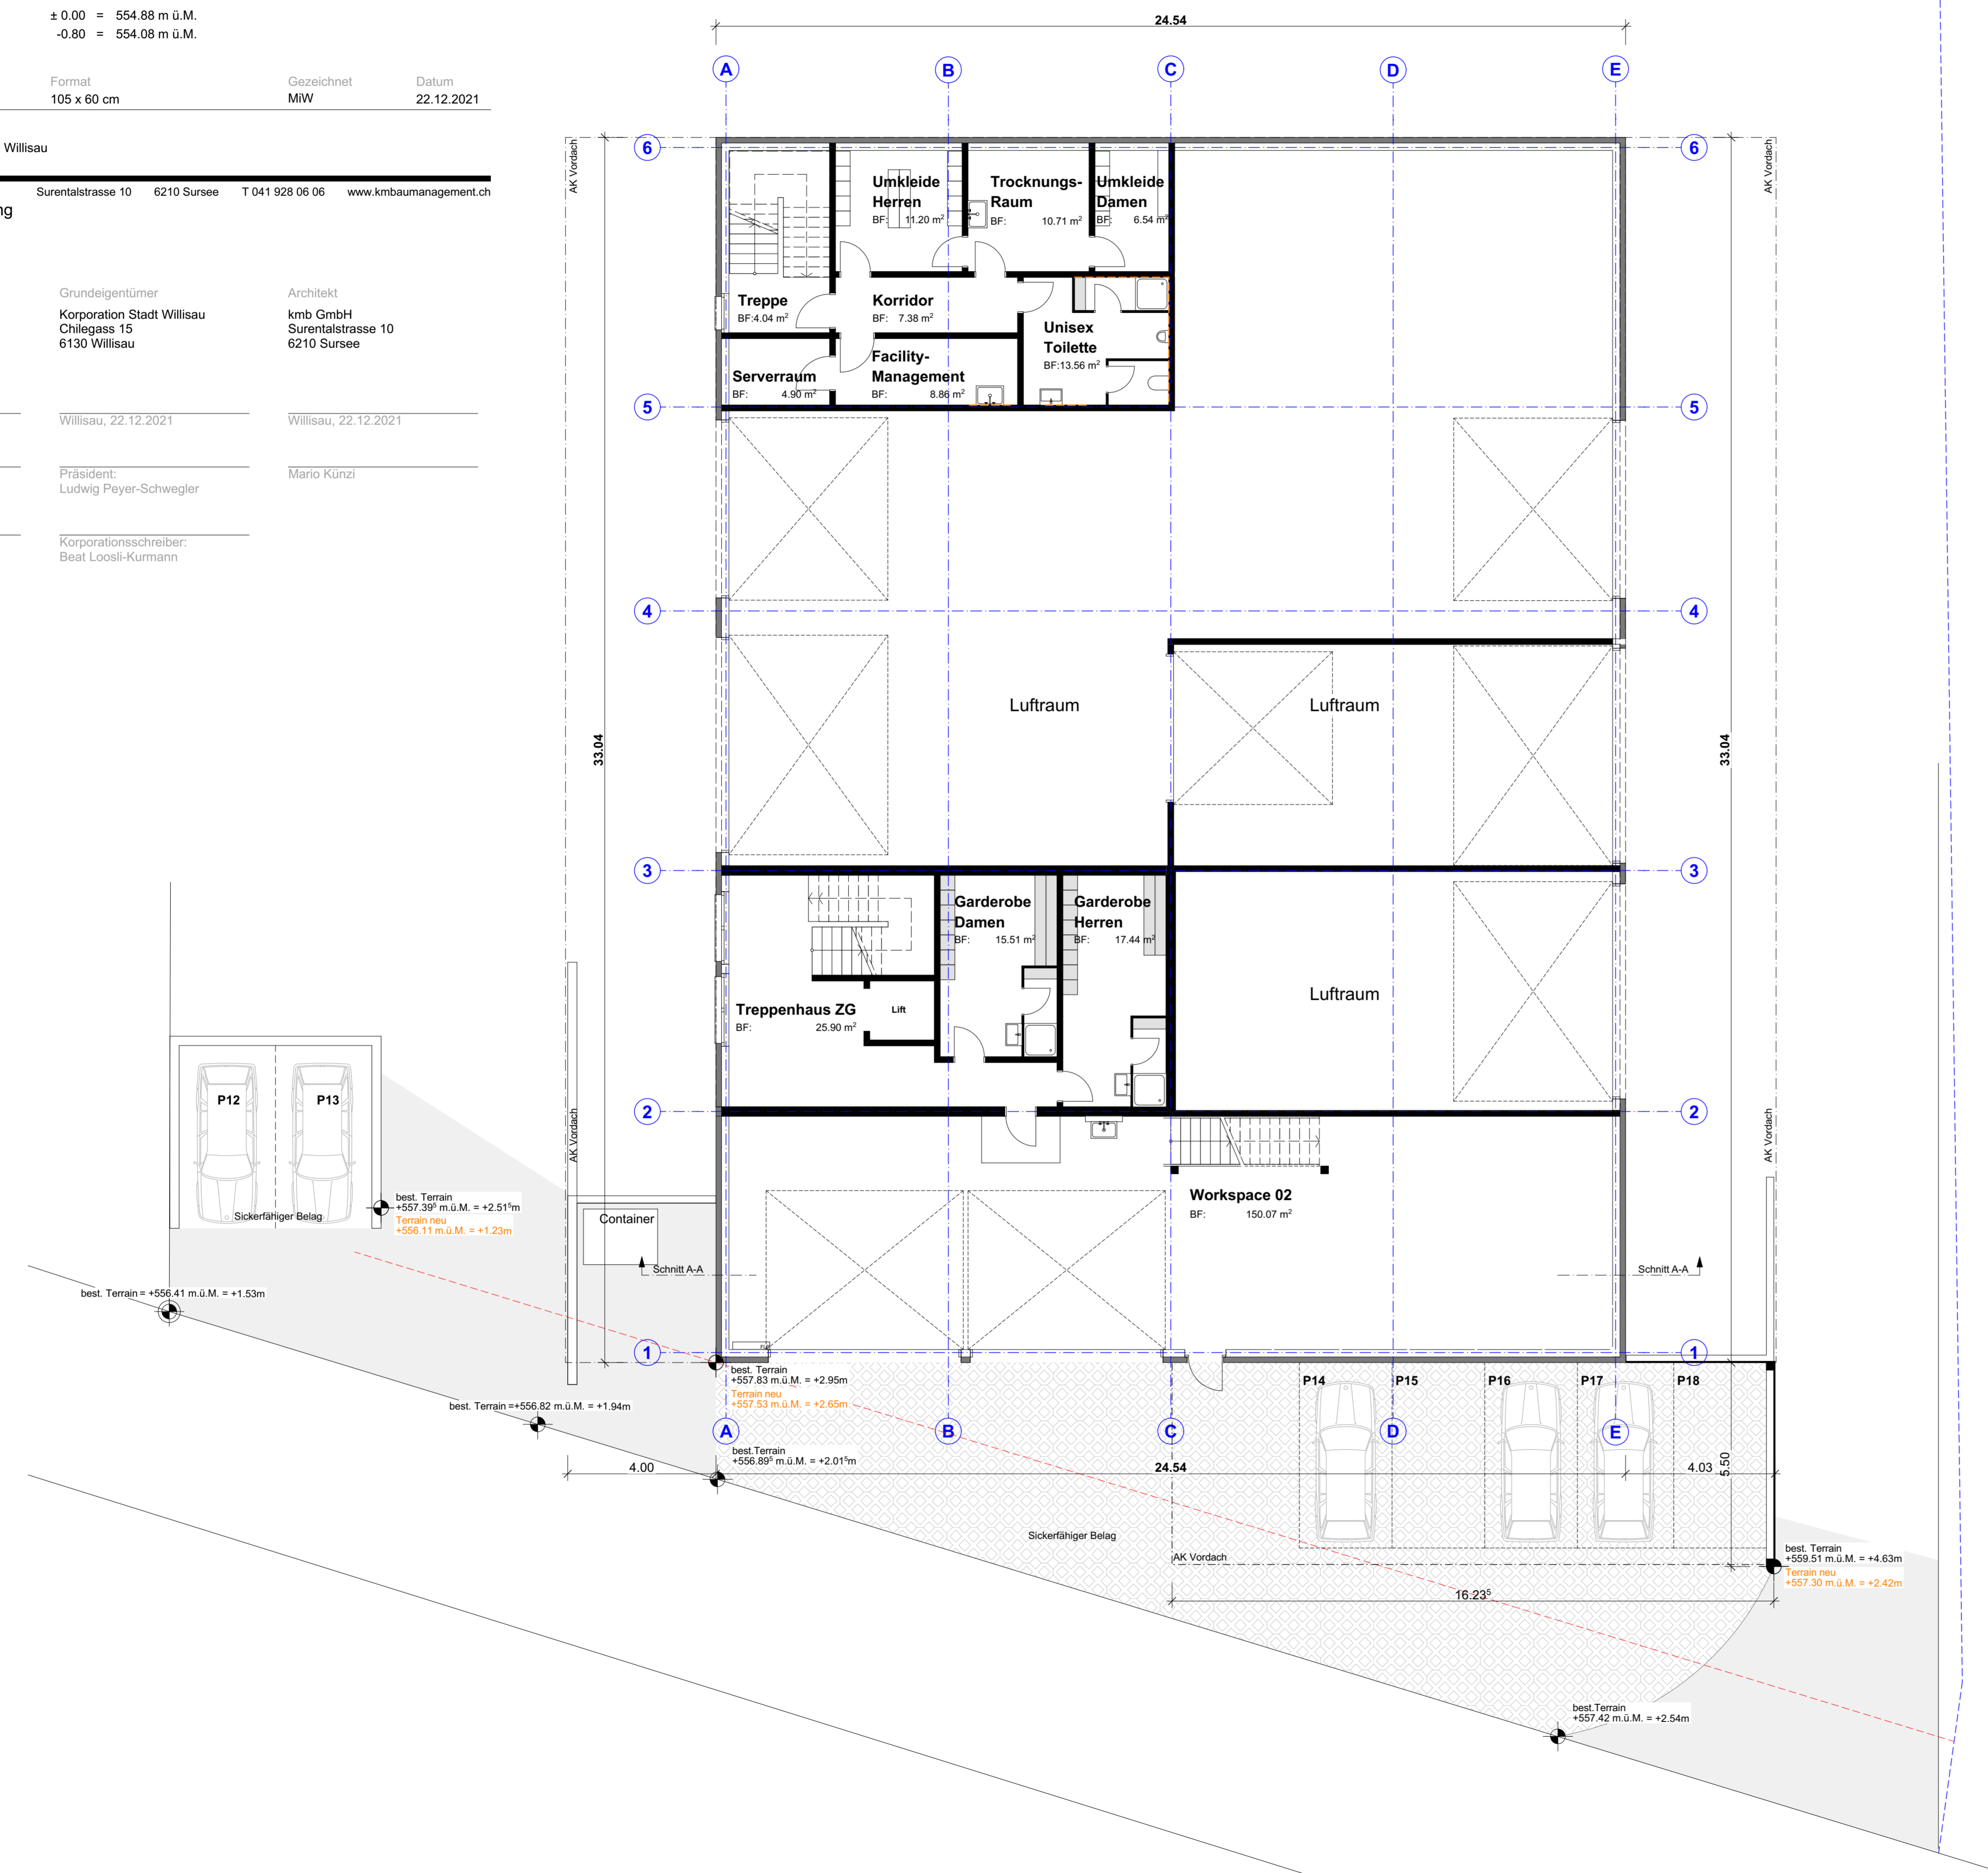 ± 0.00 = 554.88 m ü.M.
-0.80 = 554.08 m ü.M.
Format
Gezeichnet
Datum
105 x 60 cm
MiW
22.12.2021
Willisau
Surentalstrasse 10 6210 Sursee T 041 928 06 06 www.kmbaumanagement.ch
Grundeigentümer
Korporation Stadt Willisau
Chilegass 15
6130 Willisau
Architekt
kmb GmbH
Surentalstrasse 10
6210 Sursee
Willisau, 22.12.2021
Willisau, 22.12.2021
Präsident:
Ludwig Peyer-Schwegler
Mario Künzi
Korporationsschreiber:
Beat Loosli-Kurmann
24.54
A
B
C
D
E
6
6
AK Vordach
AK Vordach
Umkleide
Herren
BF: 11.20 m²
Trocknungs-
Raum
BF: 10.71 m²
Umkleide
Damen
BF: 6.54 m²
Treppe
BF:4.04 m²
Korridor
BF: 7.38 m²
Unisex
Toilette
BF:13.56 m²
Serverraum
BF: 4.90 m²
Facility-
Management
BF: 8.86 m²
5
5
4
4
Luftraum
Luftraum
33.04
33.04
3
3
Garderobe
Damen
BF: 15.51 m²
Garderobe
Herren
BF: 17.44 m²
Luftraum
Treppenhaus ZG
BF: 25.90 m²
Lift
2
2
AK Vordach
AK Vordach
P12
P13
Sickerfähiger Belag
best. Terrain
+557.39⁵ m.ü.M. = +2.51⁵m
Terrain neu
+556.11 m.ü.M. = +1.23m
Container
Workspace 02
BF: 150.07 m²
Schnitt A-A
Schnitt A-A
best. Terrain = +556.41 m.ü.M. = +1.53m
1
1
best. Terrain
+557.83 m.ü.M. = +2.95m
Terrain neu
+557.53 m.ü.M. = +2.65m
P14
P15
P16
P17
P18
best. Terrain =+556.82 m.ü.M. = +1.94m
A
B
C
D
E
best.Terrain
+556.89⁵ m.ü.M. = +2.01⁵m
4.00
24.54
4.03
5.50
Sickerfähiger Belag
AK Vordach
best. Terrain
+559.51 m.ü.M. = +4.63m
Terrain neu
+557.30 m.ü.M. = +2.42m
16.23⁵
best.Terrain
+557.42 m.ü.M. = +2.54m